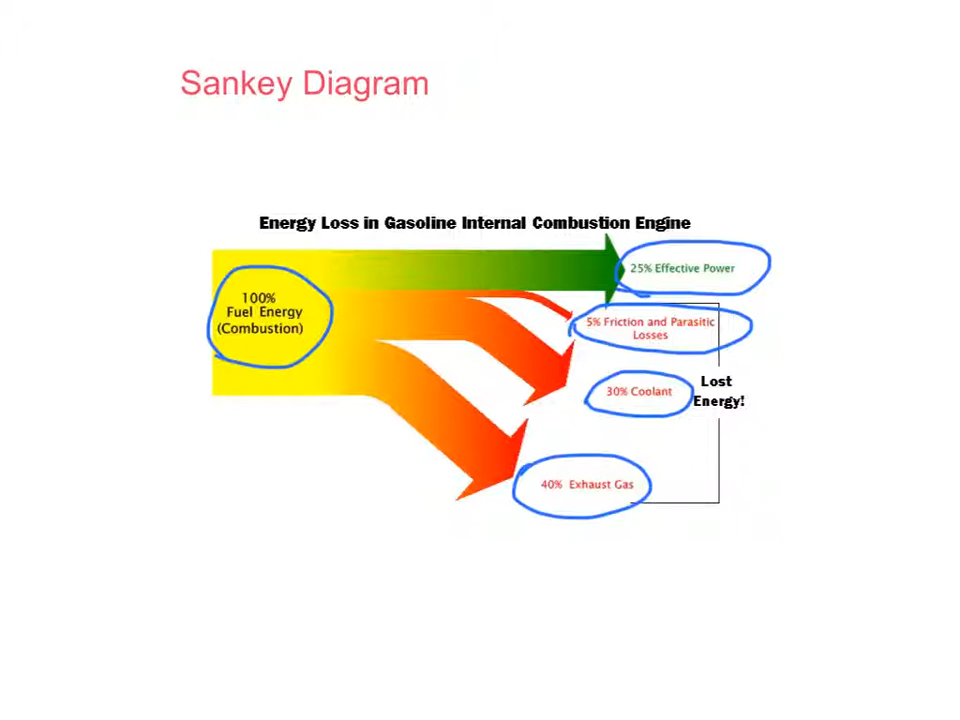 Sankey Diagram
Energy Loss in Gasoline Internal Combustion Engine
100%
Fuel Energy
(Combustion)
25% Effective Power
5% Friction and Parasitic
Losses
30% Coolant
Lost
Energy!
40% Exhaust Gas